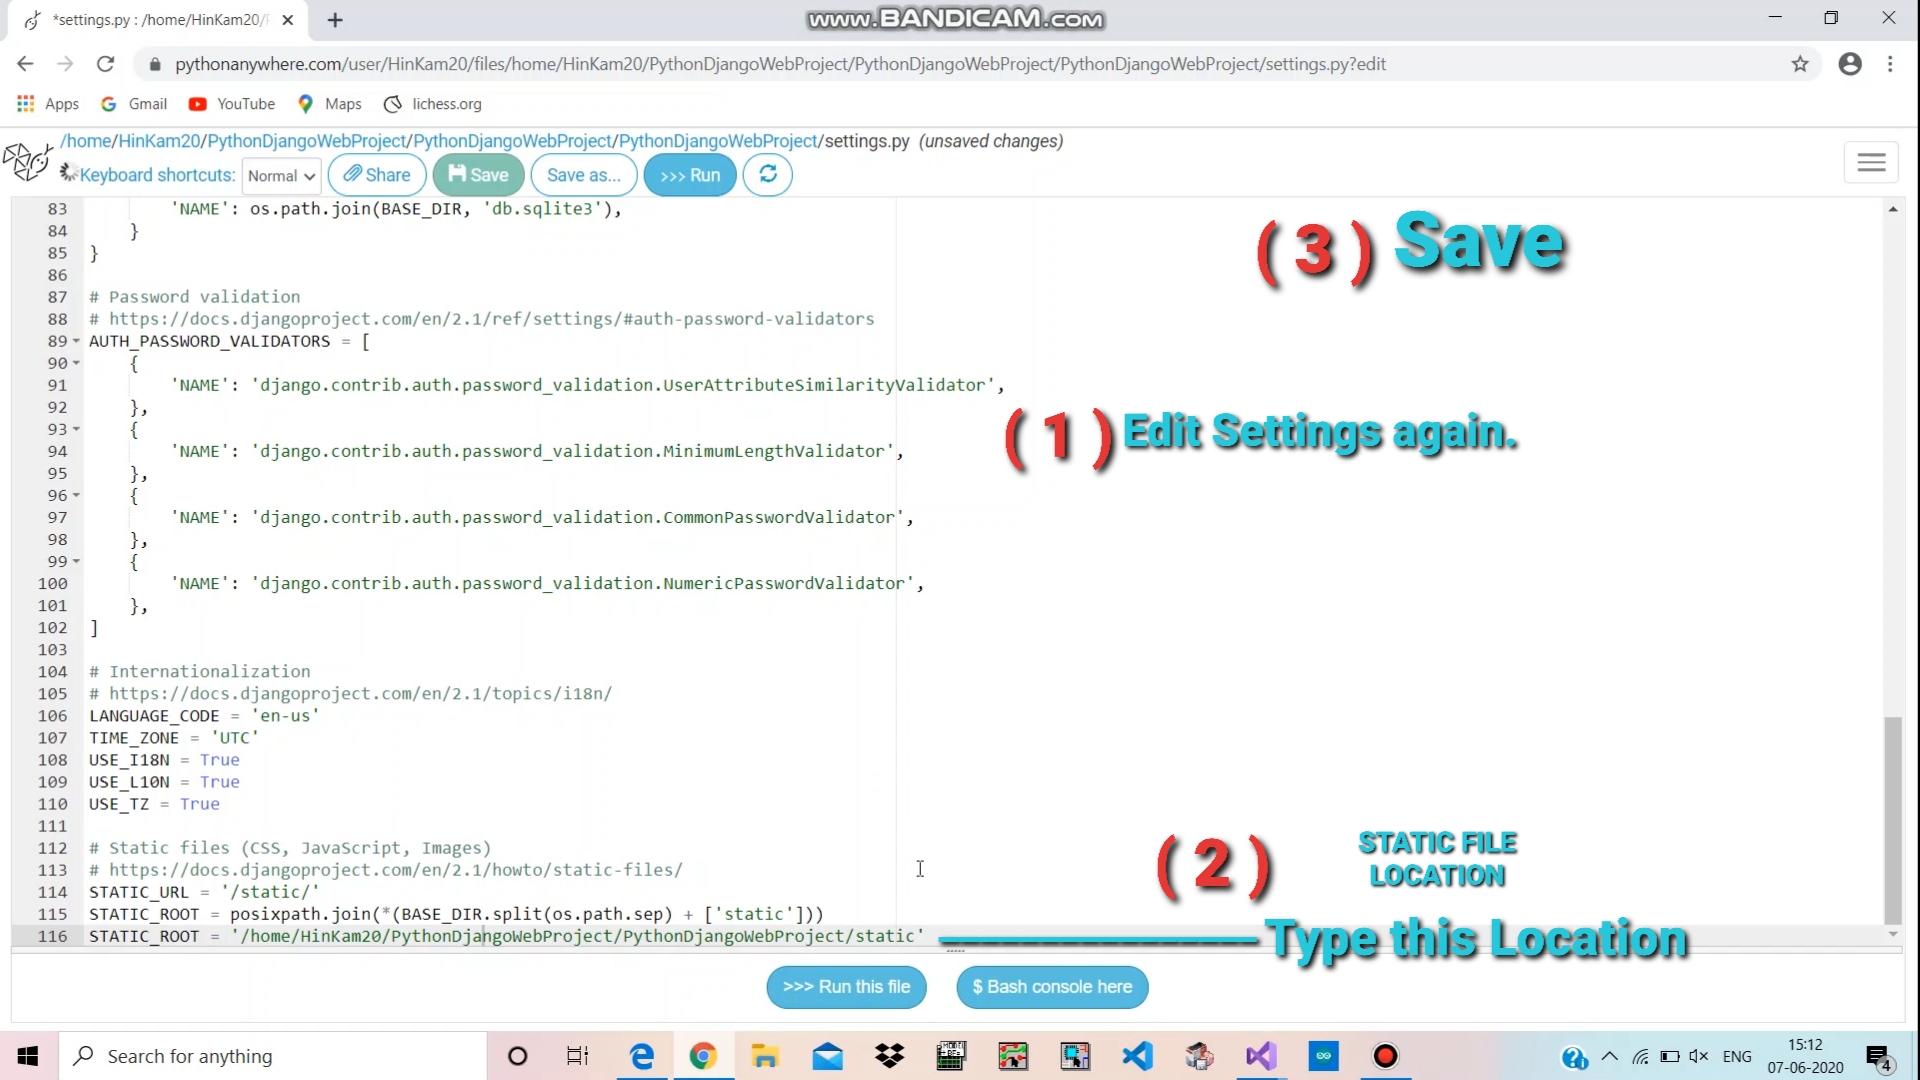 *settings.py : /home/HinKam20/P
www.BANDICAM.com
pythonanywhere.com/user/HinKam20/files/home/HinKam20/PythonDjangoWebProject/PythonDjangoWebProject/PythonDjangoWebProject/settings.py?edit
Apps Gmail YouTube Maps lichess.org
/home/HinKam20/PythonDjangoWebProject/PythonDjangoWebProject/PythonDjangoWebProject/settings.py (unsaved changes)
Keyboard shortcuts: Normal Share Save Save as... >>> Run
83 'NAME': os.path.join(BASE_DIR, 'db.sqlite3'),
84 }
85 }
86
87 # Password validation
88 # https://docs.djangoproject.com/en/2.1/ref/settings/#auth-password-validators
89 AUTH_PASSWORD_VALIDATORS = [
90 {
91 'NAME': 'django.contrib.auth.password_validation.UserAttributeSimilarityValidator',
92 },
93 {
94 'NAME': 'django.contrib.auth.password_validation.MinimumLengthValidator',
95 },
96 {
97 'NAME': 'django.contrib.auth.password_validation.CommonPasswordValidator',
98 },
99 {
100 'NAME': 'django.contrib.auth.password_validation.NumericPasswordValidator',
101 },
102 ]
103
104 # Internationalization
105 # https://docs.djangoproject.com/en/2.1/topics/i18n/
106 LANGUAGE_CODE = 'en-us'
107 TIME_ZONE = 'UTC'
108 USE_I18N = True
109 USE_L10N = True
110 USE_TZ = True
111
112 # Static files (CSS, JavaScript, Images)
113 # https://docs.djangoproject.com/en/2.1/howto/static-files/
114 STATIC_URL = '/static/'
115 STATIC_ROOT = posixpath.join(*(BASE_DIR.split(os.path.sep) + ['static']))
116 STATIC_ROOT = '/home/HinKam20/PythonDjangoWebProject/PythonDjangoWebProject/static'
( 3 ) Save
( 1 ) Edit Settings again.
( 2 ) STATIC FILE
LOCATION
Type this Location
>>> Run this file $ Bash console here
Search for anything
ENG
15:12
07-06-2020
4